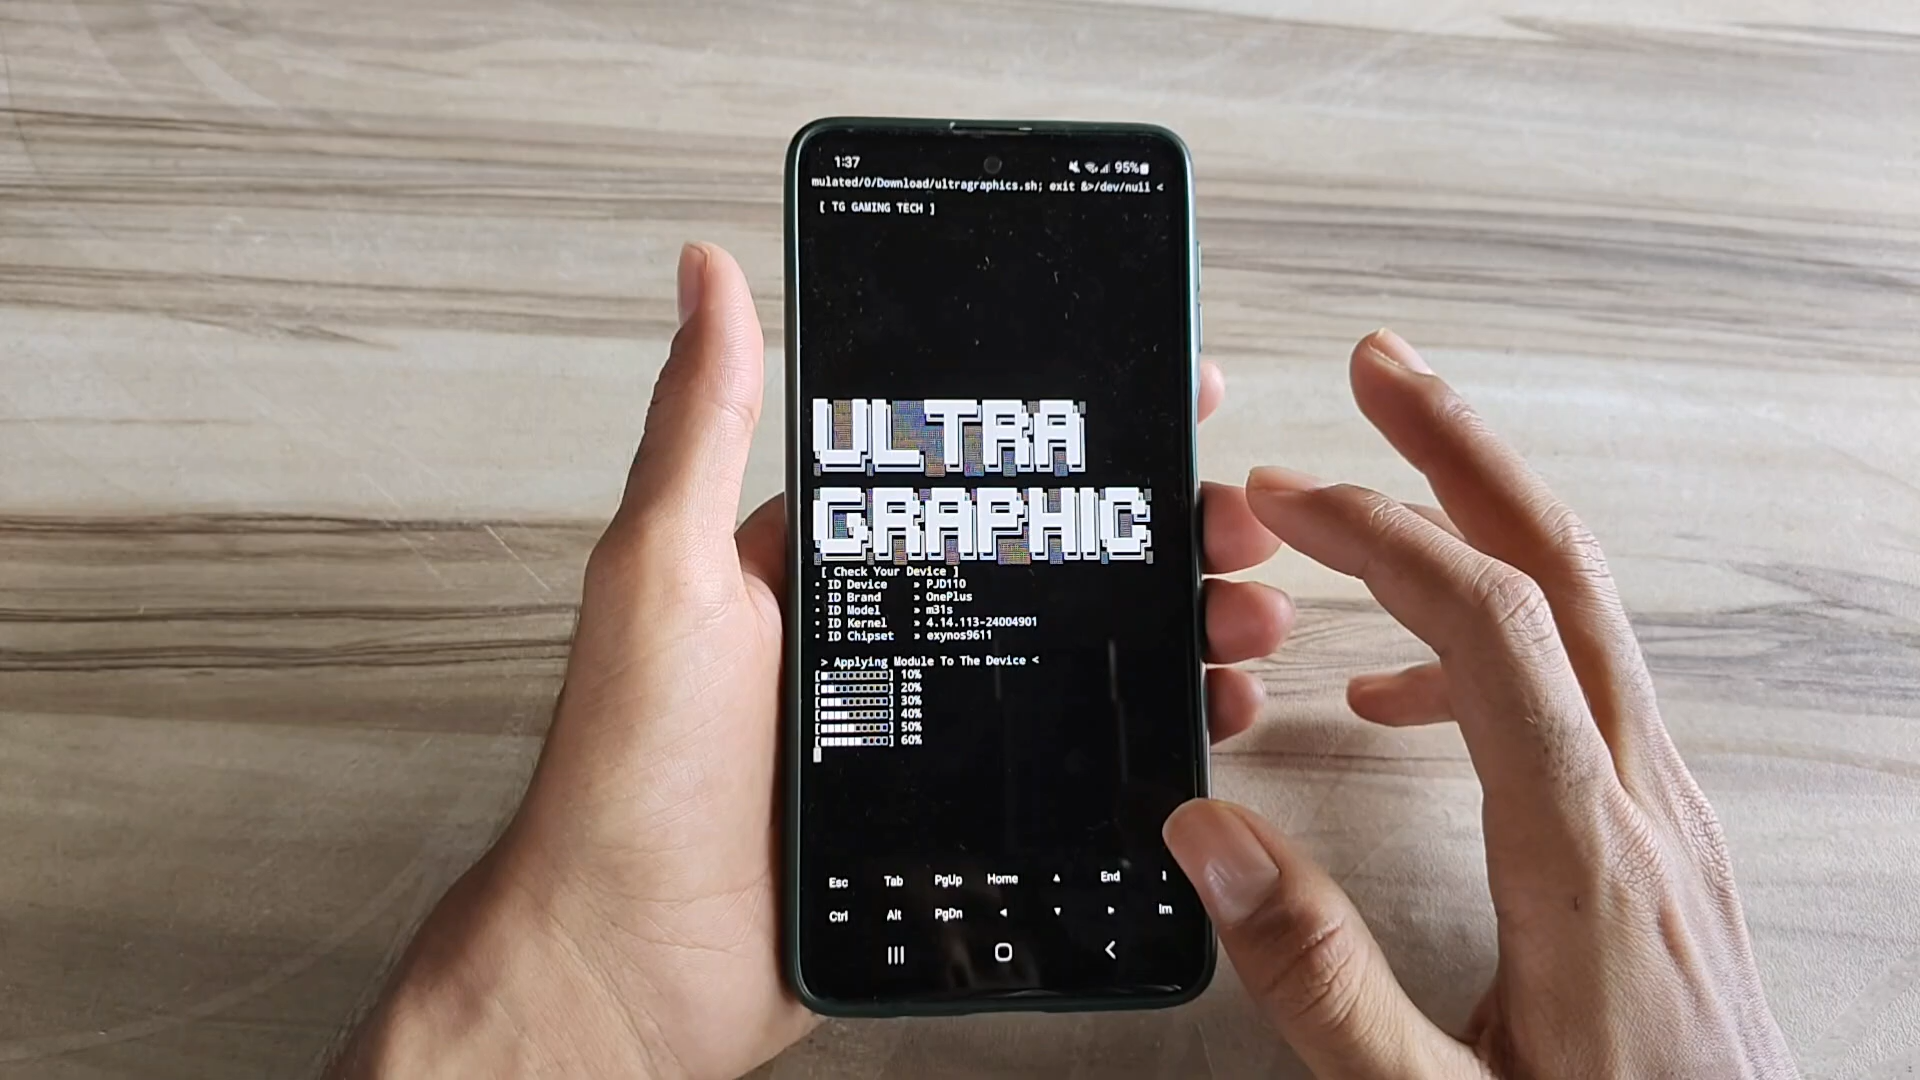 1:37
95%
mulated/0/Download/ultragraphics.sh; exit &>/dev/null <
[ TG GAMING TECH ]
ULTRA
GRAPHIC
[ Check Your Device ]
• ID Device » PJD110
• ID Brand » OnePlus
• ID Model » m31s
• ID Kernel » 4.14.113-24004901
• ID Chipset » exynos9611
> Applying Module To The Device <
[■□□□□□□□□□] 10%
[■■□□□□□□□□] 20%
[■■■□□□□□□□] 30%
[■■■■□□□□□□] 40%
[■■■■■□□□□□] 50%
[■■■■■■□□□□] 60%
Esc Tab PgUp Home ▲ End
Ctrl Alt PgDn ◄ ▼ ► Im